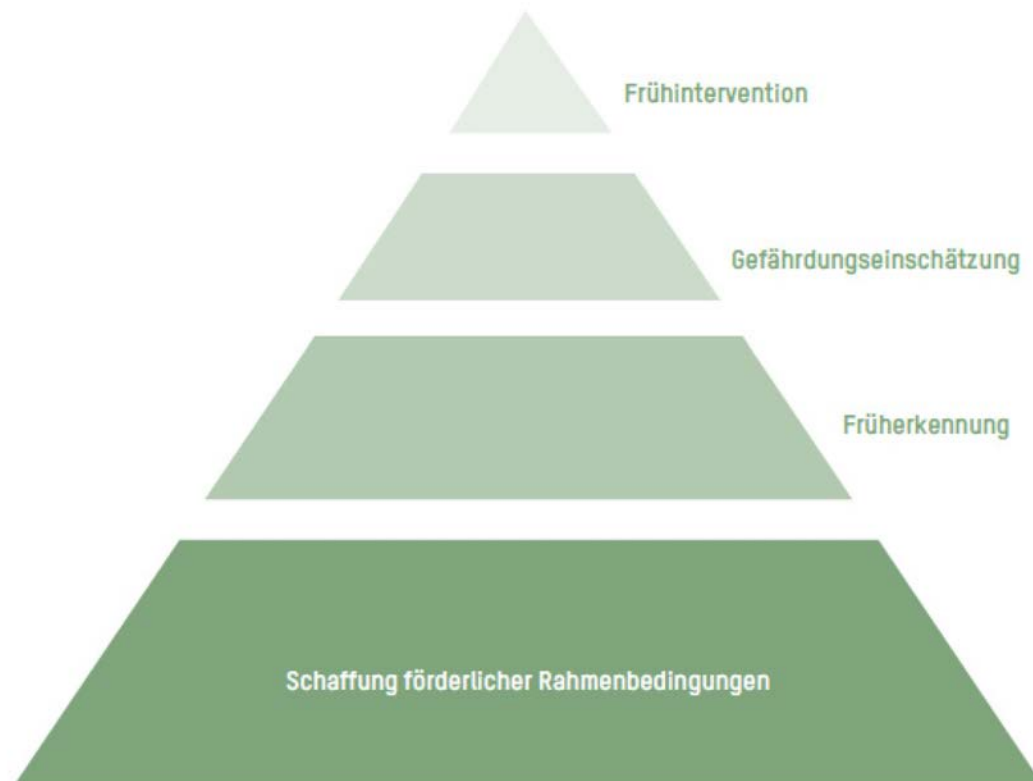 Frühintervention
Gefährdungseinschätzung
Früherkennung
Schaffung förderlicher Rahmenbedingungen